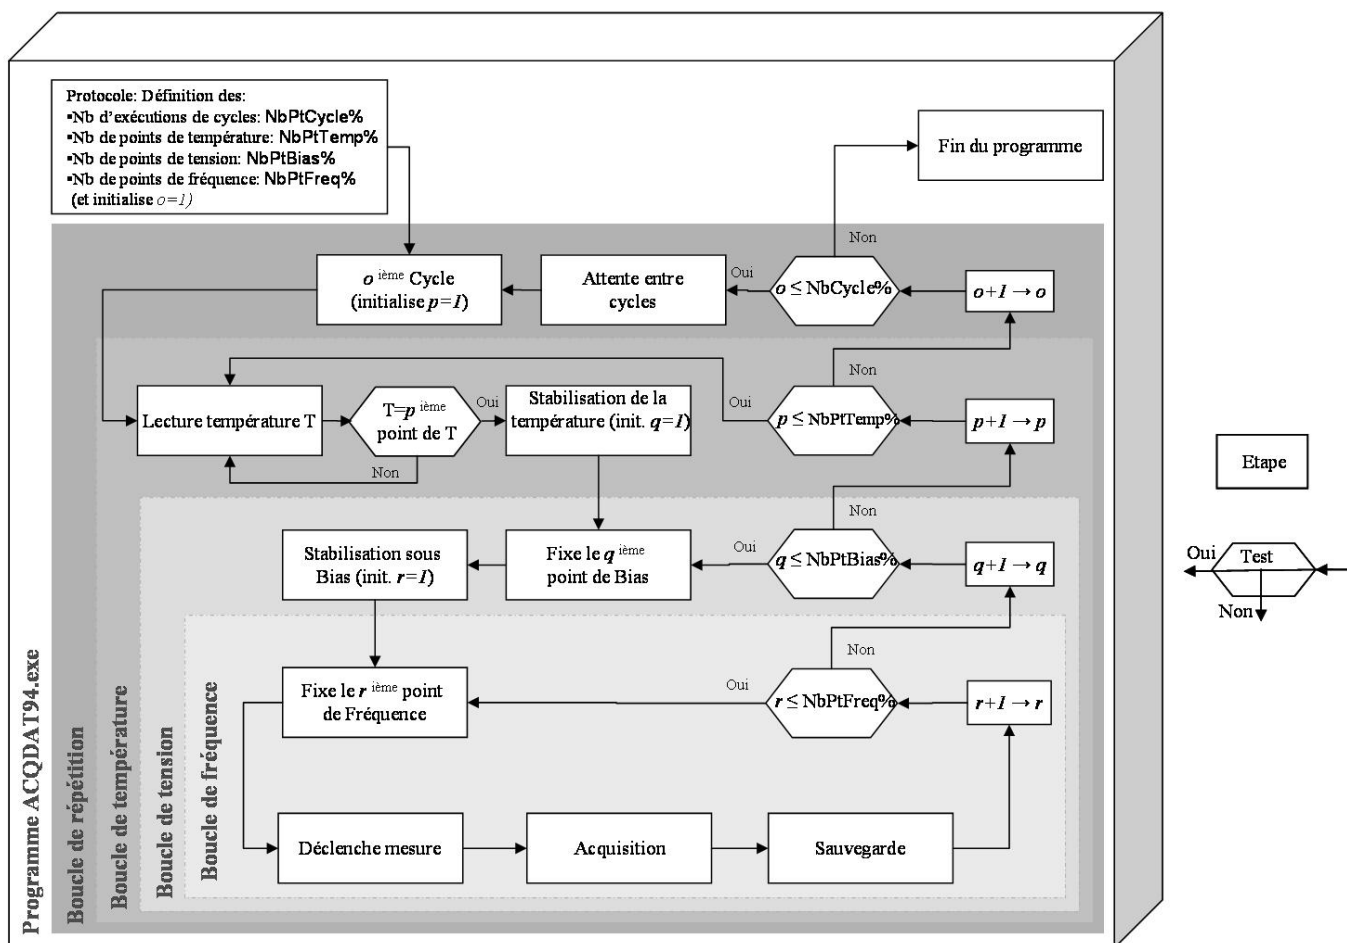 Protocole: Définition des:
▪Nb d'exécutions de cycles: NbPtCycle%
▪Nb de points de température: NbPtTemp%
▪Nb de points de tension: NbPtBias%
▪Nb de points de fréquence: NbPtFreq%
(et initialise o=1)
Fin du programme
Non
o ième Cycle
(initialise p=1)
Attente entre
cycles
Oui
o ≤ NbCycle%
o+1 → o
Non
Lecture température T
T=p ième
point de T
Oui
Non
Stabilisation de la
température (init. q=1)
Oui
p ≤ NbPtTemp%
p+1 → p
Non
Stabilisation sous
Bias (init. r=1)
Fixe le q ième
point de Bias
Oui
q ≤ NbPtBias%
q+1 → q
Non
Fixe le r ième point
de Fréquence
Oui
r ≤ NbPtFreq%
r+1 → r
Déclenche mesure
Acquisition
Sauvegarde
Programme ACQDAT94.exe
Boucle de répétition
Boucle de température
Boucle de tension
Boucle de fréquence
Etape
Oui
Test
Non